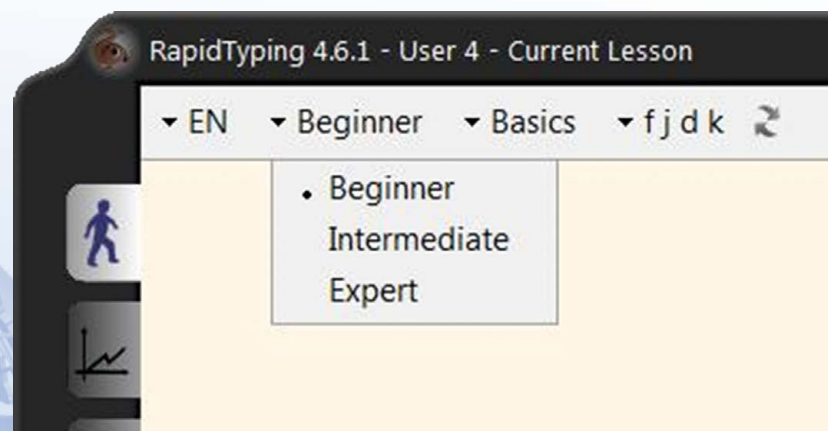 RapidTyping 4.6.1 - User 4 - Current Lesson
EN Beginner Basics f j d k
Beginner
Intermediate
Expert